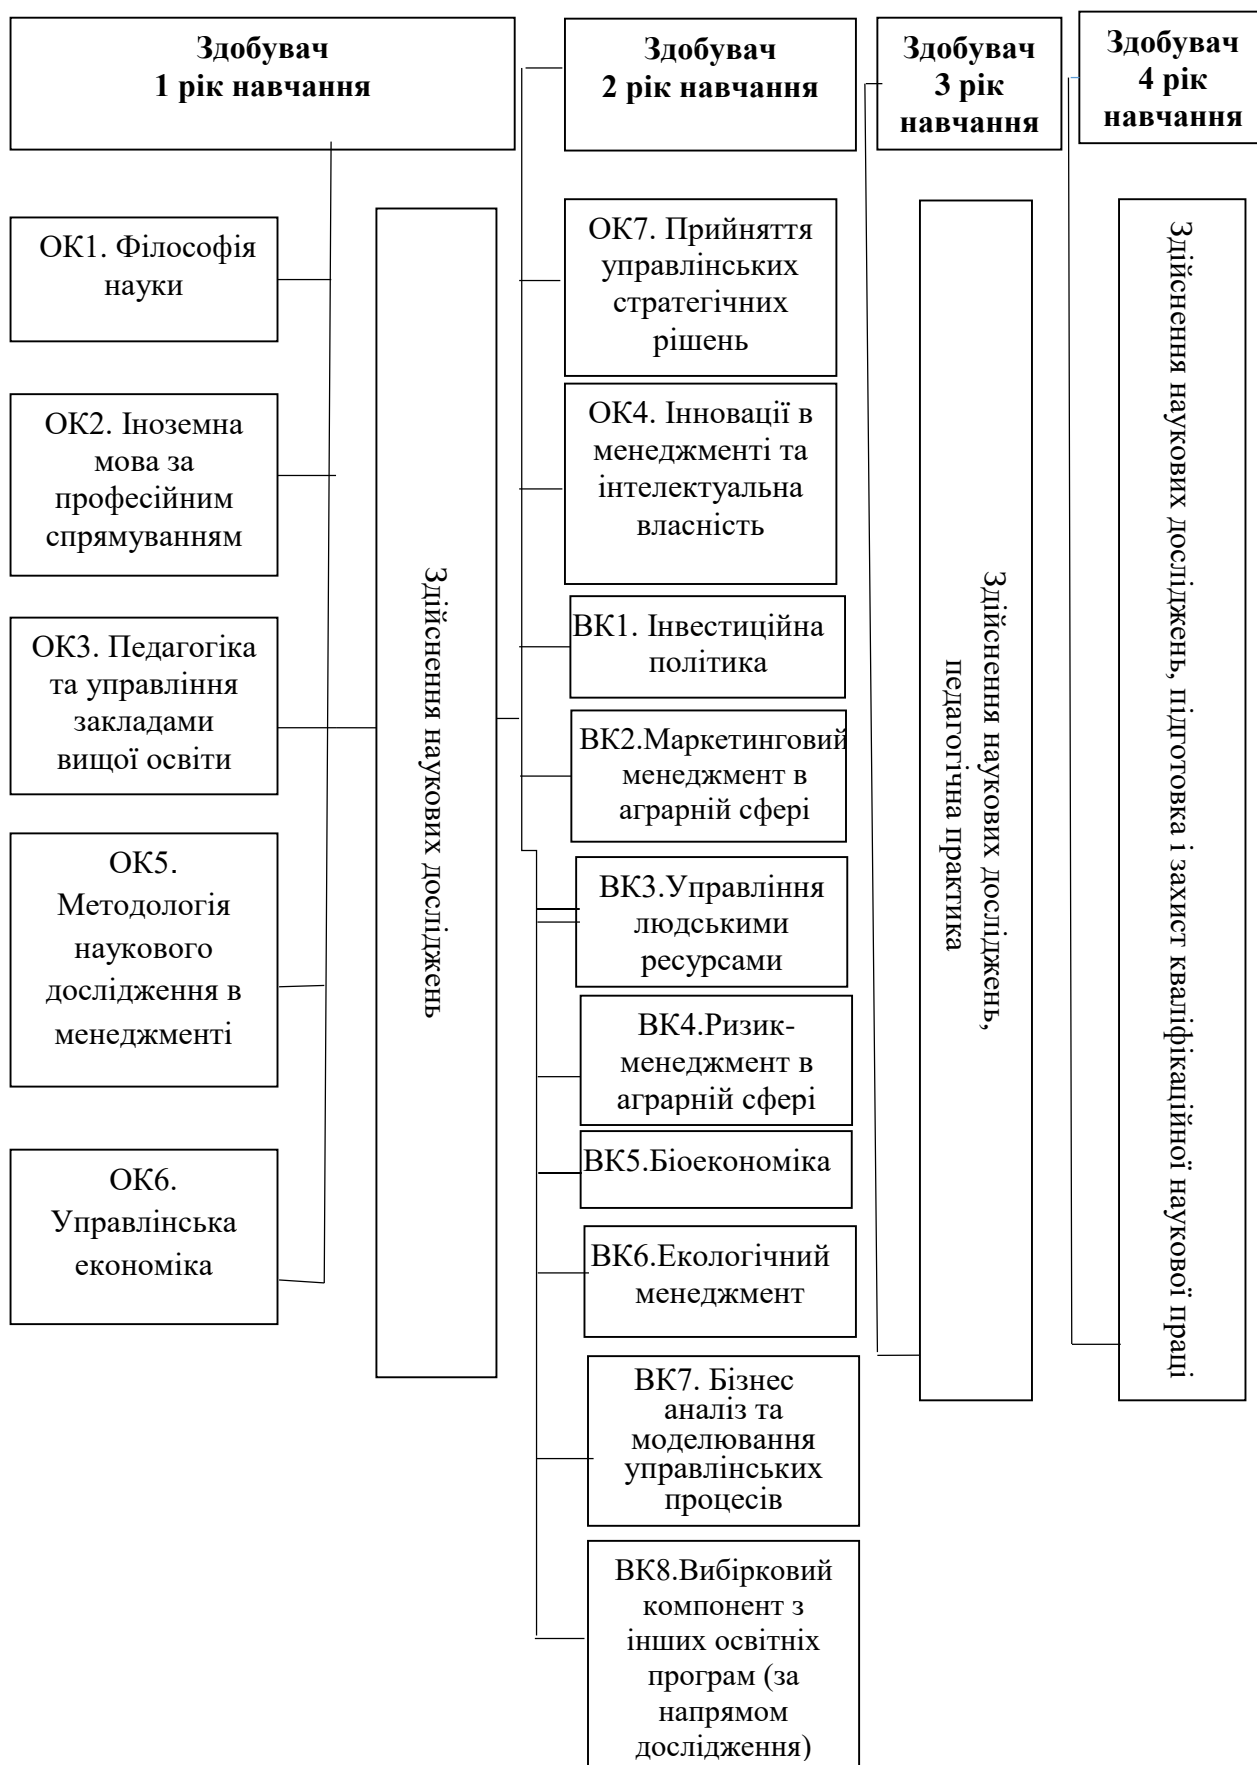 Здобувач
1 рік навчання
Здобувач
2 рік навчання
Здобувач
3 рік
навчання
Здобувач
4 рік
навчання
ОК1. Філософія
науки
ОК2. Іноземна
мова за
професійним
спрямуванням
ОК3. Педагогіка
та управління
закладами
вищої освіти
ОК5.
Методологія
наукового
дослідження в
менеджменті
ОК6.
Управлінська
економіка
Здійснення наукових досліджень
ОК7. Прийняття
управлінських
стратегічних
рішень
ОК4. Інновації в
менеджменті та
інтелектуальна
власність
ВК1. Інвестиційна
політика
ВК2.Маркетинговий
менеджмент в
аграрній сфері
ВК3.Управління
людськими
ресурсами
ВК4.Ризик-
менеджмент в
аграрній сфері
ВК5.Біоекономіка
ВК6.Екологічний
менеджмент
ВК7. Бізнес
аналіз та
моделювання
управлінських
процесів
ВК8.Вибірковий
компонент з
інших освітніх
програм (за
напрямом
дослідження)
Здійснення наукових досліджень,
педагогічна практика
Здійснення наукових досліджень, підготовка і захист кваліфікаційної наукової праці